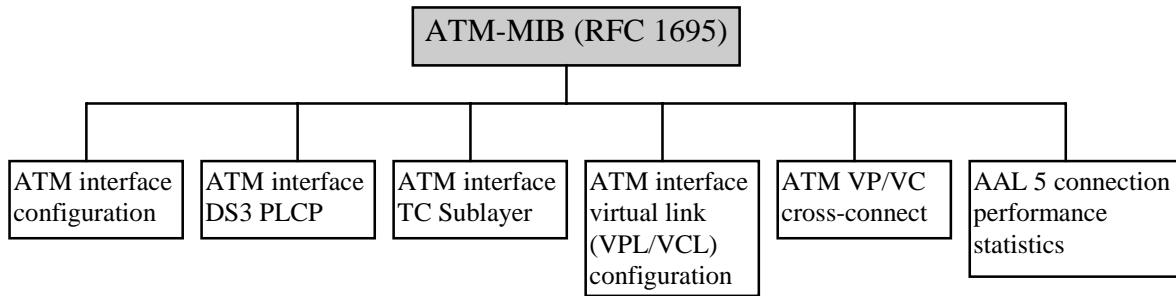 ATM-MIB (RFC 1695)
ATM interface
configuration
ATM interface
DS3 PLCP
ATM interface
TC Sublayer
ATM interface
virtual link
(VPL/VCL)
configuration
ATM VP/VC
cross-connect
AAL 5 connection
performance
statistics